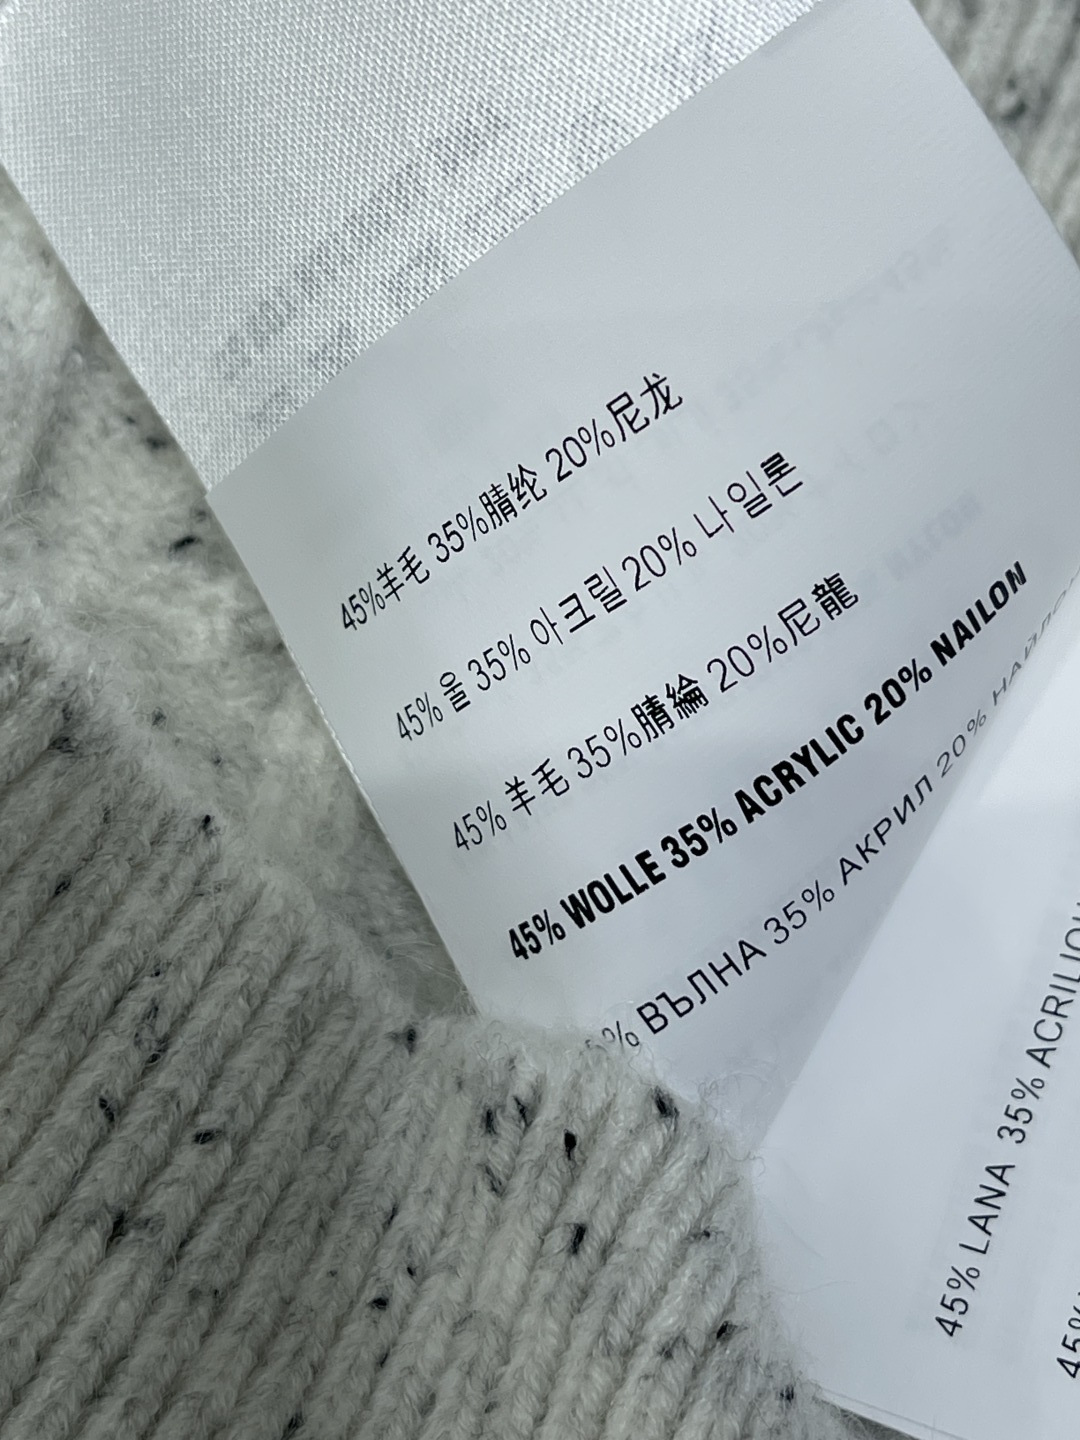 45%羊毛 35%腈纶 20%尼龙
45% 울 35% 아크릴 20% 나일론
45% 羊毛 35%腈綸 20%尼龍
45% WOLLE 35% ACRYLIC 20% NAILON
% ВЪЛНА 35% АКРИЛ 20%
45% LANA 35%
45%